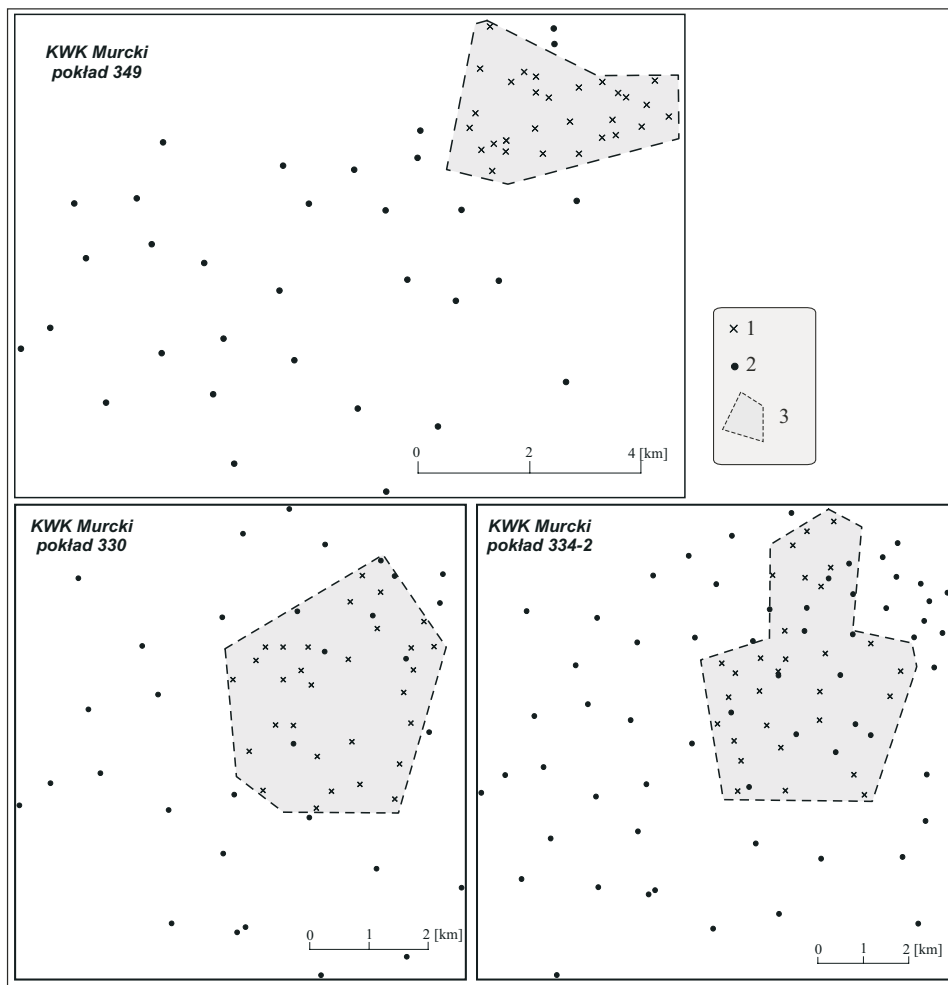 KWK Murcki
pokład 349
0 2 4 [km]
1
2
3
KWK Murcki
pokład 330
0 1 2 [km]
KWK Murcki
pokład 334-2
0 1 2 [km]